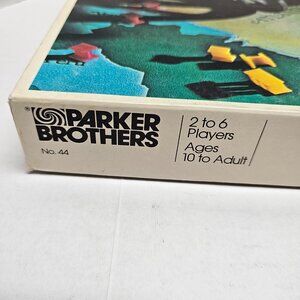 PARKER
BROTHERS
No. 44
2 to 6
Players
Ages
10 to Adult